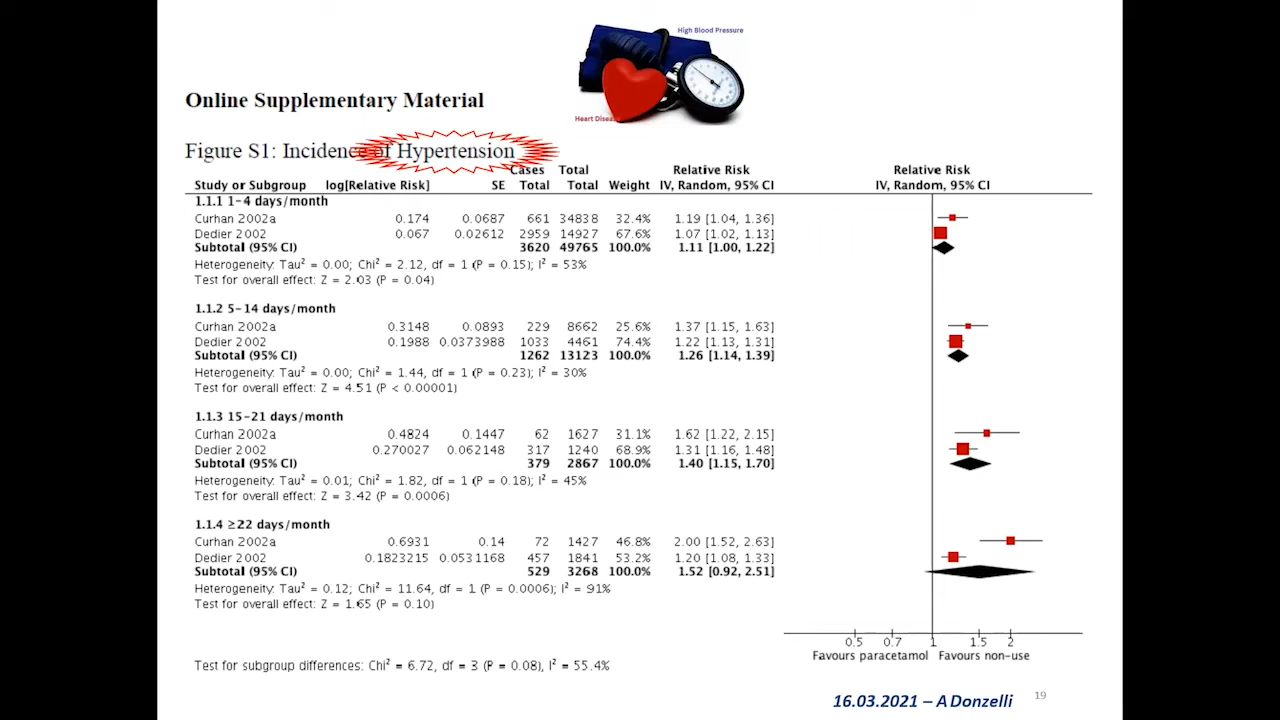 High Blood Pressure
Heart Disea
Online Supplementary Material
Figure S1: Incidence of Hypertension
Cases Total Relative Risk Relative Risk
Study or Subgroup log[Relative Risk] SE Total Total Weight IV, Random, 95% CI IV, Random, 95% CI
1.1.1 1-4 days/month
Curhan 2002a 0.174 0.0687 661 34838 32.4% 1.19 [1.04, 1.36]
Dedier 2002 0.067 0.02612 2959 14927 67.6% 1.07 [1.02, 1.13]
Subtotal (95% CI) 3620 49765 100.0% 1.11 [1.00, 1.22]
Heterogeneity: Tau² = 0.00; Chi² = 2.12, df = 1 (P = 0.15); I² = 53%
Test for overall effect: Z = 2.03 (P = 0.04)
1.1.2 5-14 days/month
Curhan 2002a 0.3148 0.0893 229 8662 25.6% 1.37 [1.15, 1.63]
Dedier 2002 0.1988 0.0373988 1033 4461 74.4% 1.22 [1.13, 1.31]
Subtotal (95% CI) 1262 13123 100.0% 1.26 [1.14, 1.39]
Heterogeneity: Tau² = 0.00; Chi² = 1.44, df = 1 (P = 0.23); I² = 30%
Test for overall effect: Z = 4.51 (P < 0.00001)
1.1.3 15-21 days/month
Curhan 2002a 0.4824 0.1447 62 1627 31.1% 1.62 [1.22, 2.15]
Dedier 2002 0.270027 0.062148 317 1240 68.9% 1.31 [1.16, 1.48]
Subtotal (95% CI) 379 2867 100.0% 1.40 [1.15, 1.70]
Heterogeneity: Tau² = 0.01; Chi² = 1.82, df = 1 (P = 0.18); I² = 45%
Test for overall effect: Z = 3.42 (P = 0.0006)
1.1.4 ≥22 days/month
Curhan 2002a 0.6931 0.14 72 1427 46.8% 2.00 [1.52, 2.63]
Dedier 2002 0.1823215 0.0531168 457 1841 53.2% 1.20 [1.08, 1.33]
Subtotal (95% CI) 529 3268 100.0% 1.52 [0.92, 2.51]
Heterogeneity: Tau² = 0.12; Chi² = 11.64, df = 1 (P = 0.0006); I² = 91%
Test for overall effect: Z = 1.65 (P = 0.10)
0.5 0.7 1 1.5 2
Favours paracetamol Favours non-use
Test for subgroup differences: Chi² = 6.72, df = 3 (P = 0.08), I² = 55.4%
16.03.2021 – A Donzelli 19